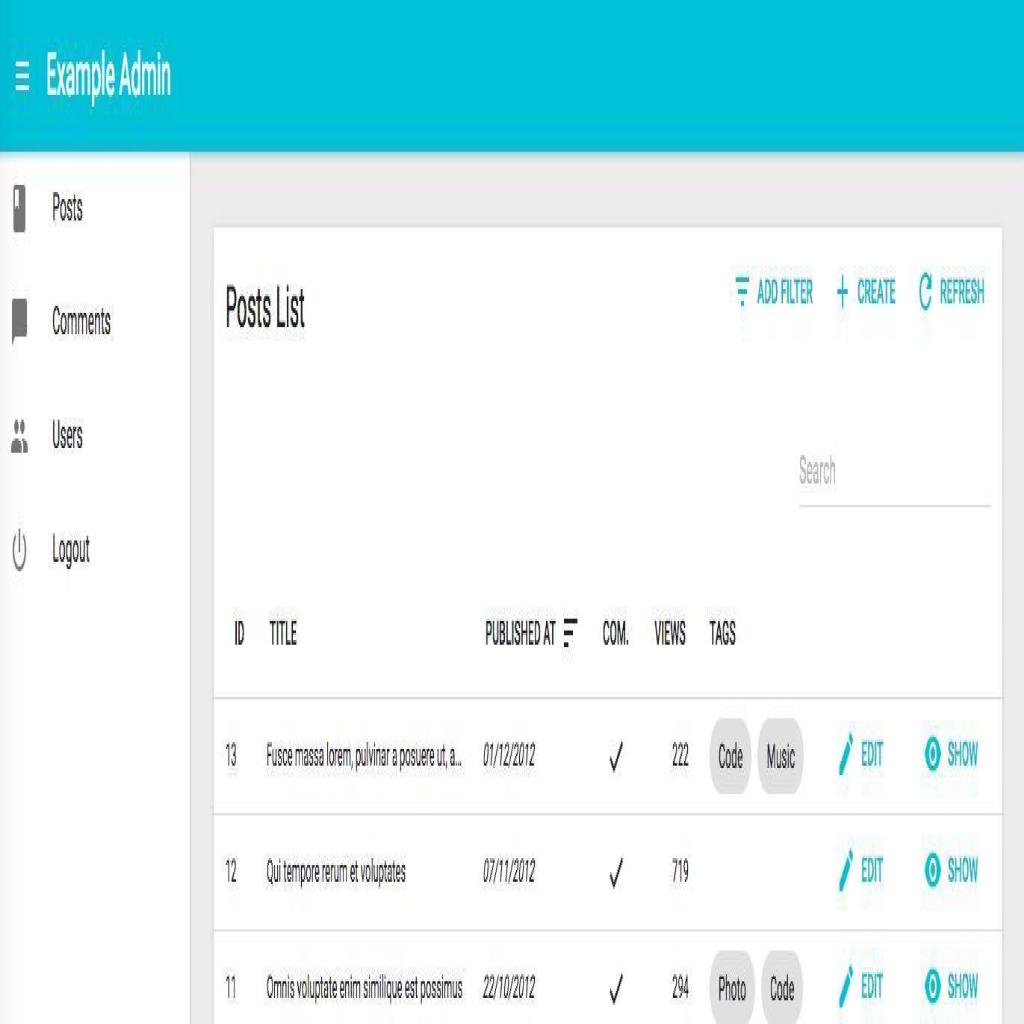 Example Admin
Posts
Comments
Users
Logout
Posts List
ADD FILTER CREATE REFRESH
Search
ID TITLE PUBLISHED AT COM. VIEWS TAGS
13 Fusce massa lorem, pulvinar a posuere ut, a... 01/12/2012 222 Code Music EDIT SHOW
12 Qui tempore rerum et voluptates 07/11/2012 719 EDIT SHOW
11 Omnis voluptate enim similique est possimus 22/10/2012 294 Photo Code EDIT SHOW